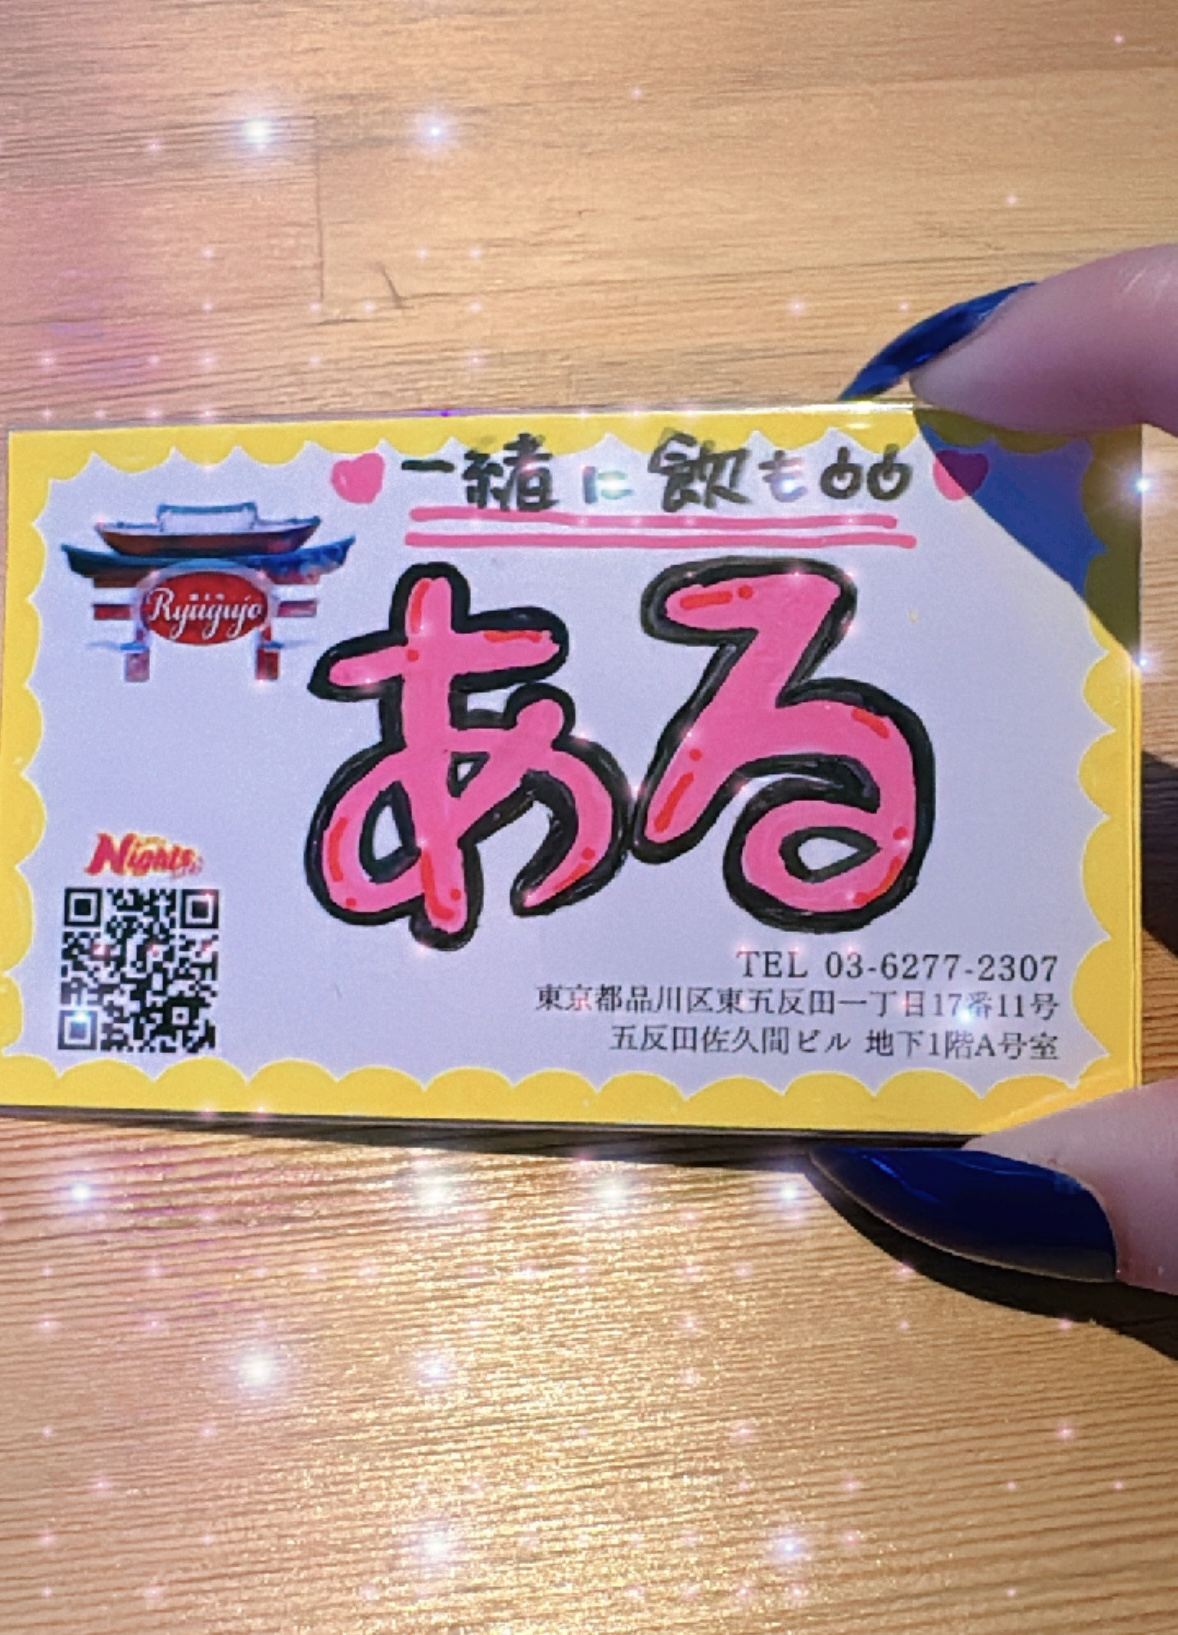 一緒に飲も
Ryugujo
ある
Nights
TEL 03-6277-2307
東京都品川区東五反田一丁目17番11号
五反田佐久間ビル 地下1階A号室